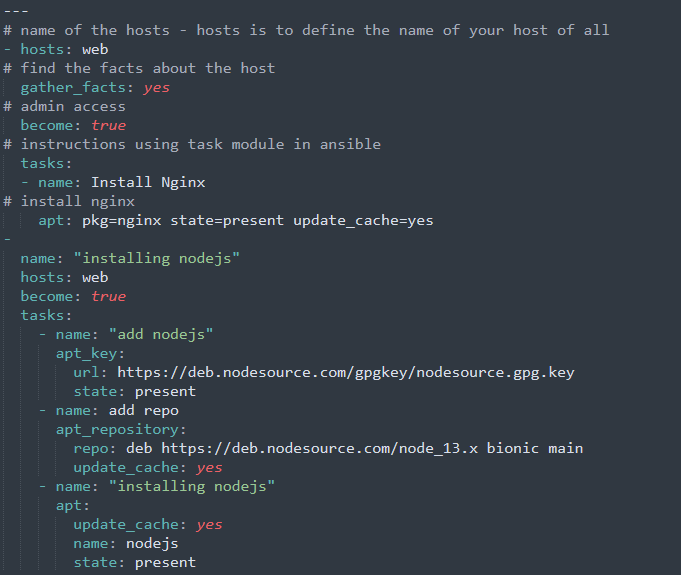 ---
# name of the hosts - hosts is to define the name of your host of all
- hosts: web
# find the facts about the host
  gather_facts: yes
# admin access
  become: true
# instructions using task module in ansible
  tasks:
  - name: Install Nginx
# install nginx
    apt: pkg=nginx state=present update_cache=yes
-
  name: "installing nodejs"
  hosts: web
  become: true
  tasks:
    - name: "add nodejs"
      apt_key:
        url: https://deb.nodesource.com/gpgkey/nodesource.gpg.key
        state: present
    - name: add repo
      apt_repository:
        repo: deb https://deb.nodesource.com/node_13.x bionic main
        update_cache: yes
    - name: "installing nodejs"
      apt:
        update_cache: yes
        name: nodejs
        state: present